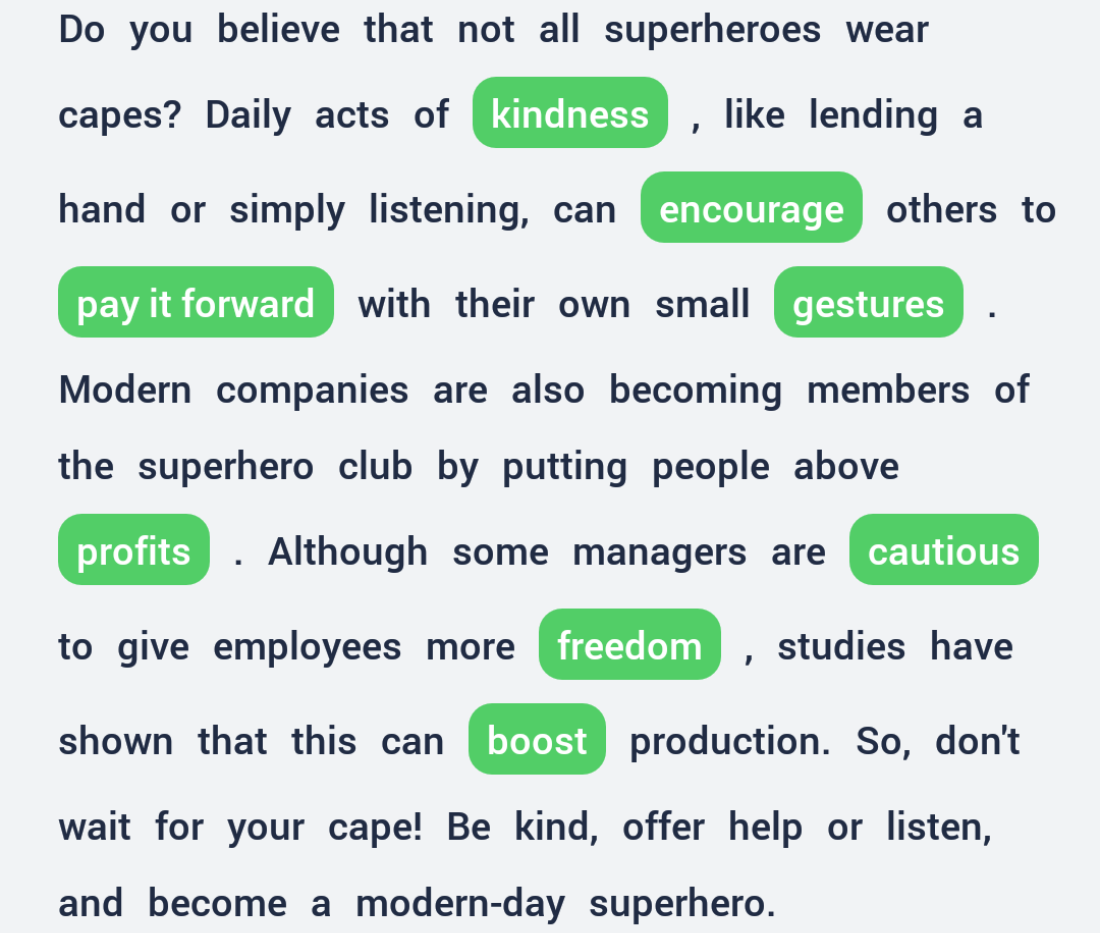 Do you believe that not all superheroes wear
capes? Daily acts of kindness , like lending a
hand or simply listening, can encourage others to
pay it forward with their own small gestures .
Modern companies are also becoming members of
the superhero club by putting people above
profits . Although some managers are cautious
to give employees more freedom , studies have
shown that this can boost production. So, don't
wait for your cape! Be kind, offer help or listen,
and become a modern-day superhero.